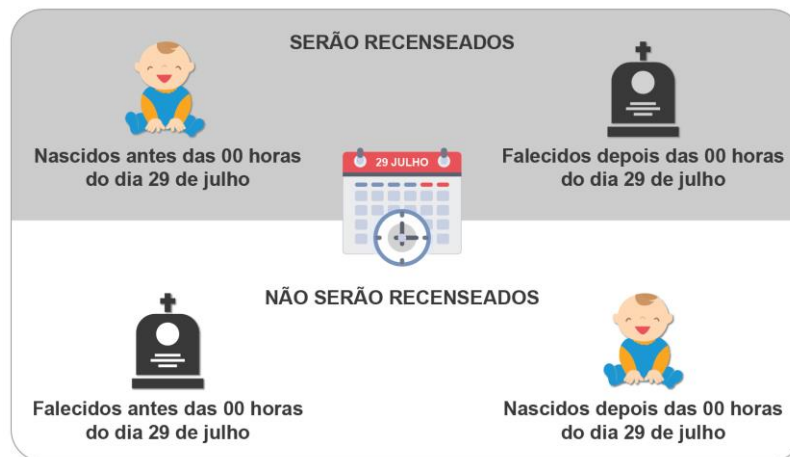 SERÃO RECENSEADOS
Nascidos antes das 00 horas
do dia 29 de julho
29 JULHO
Falecidos depois das 00 horas
do dia 29 de julho
NÃO SERÃO RECENSEADOS
Falecidos antes das 00 horas
do dia 29 de julho
Nascidos depois das 00 horas
do dia 29 de julho